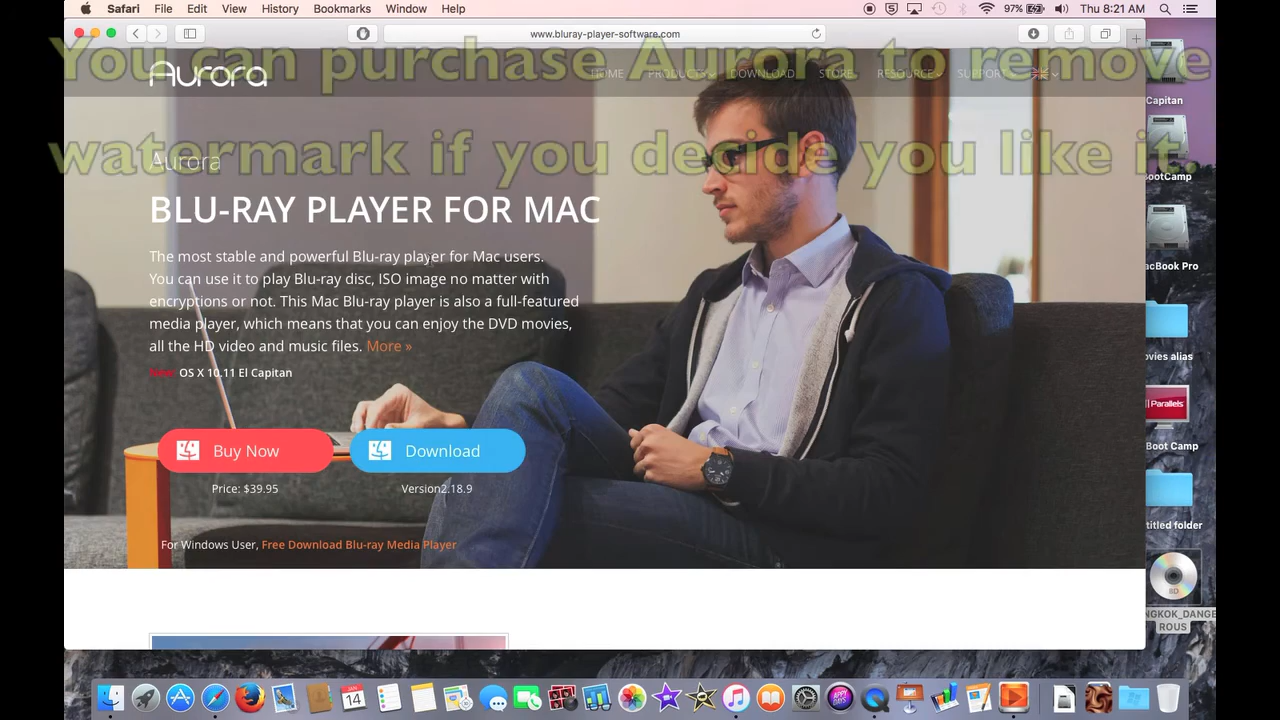 Safari File Edit View History Bookmarks Window Help 97% Thu 8:21 AM
www.bluray-player-software.com
You can purchase Aurora to remove
watermark if you decide you like it.
Aurora HOME PRODUCTS DOWNLOAD STORE RESOURCE SUPPORT
Aurora
BLU-RAY PLAYER FOR MAC
The most stable and powerful Blu-ray player for Mac users.
You can use it to play Blu-ray disc, ISO image no matter with
encryptions or not. This Mac Blu-ray player is also a full-featured
media player, which means that you can enjoy the DVD movies,
all the HD video and music files. More »
OS X 10.11 El Capitan
Buy Now Download
Price: $39.95 Version2.18.9
For Windows User, Free Download Blu-ray Media Player
Capitan
ootCamp
acBook Pro
ovies alias
Parallels
Boot Camp
titled folder
BD
NGKOK_DANGE
ROUS
JAN
14